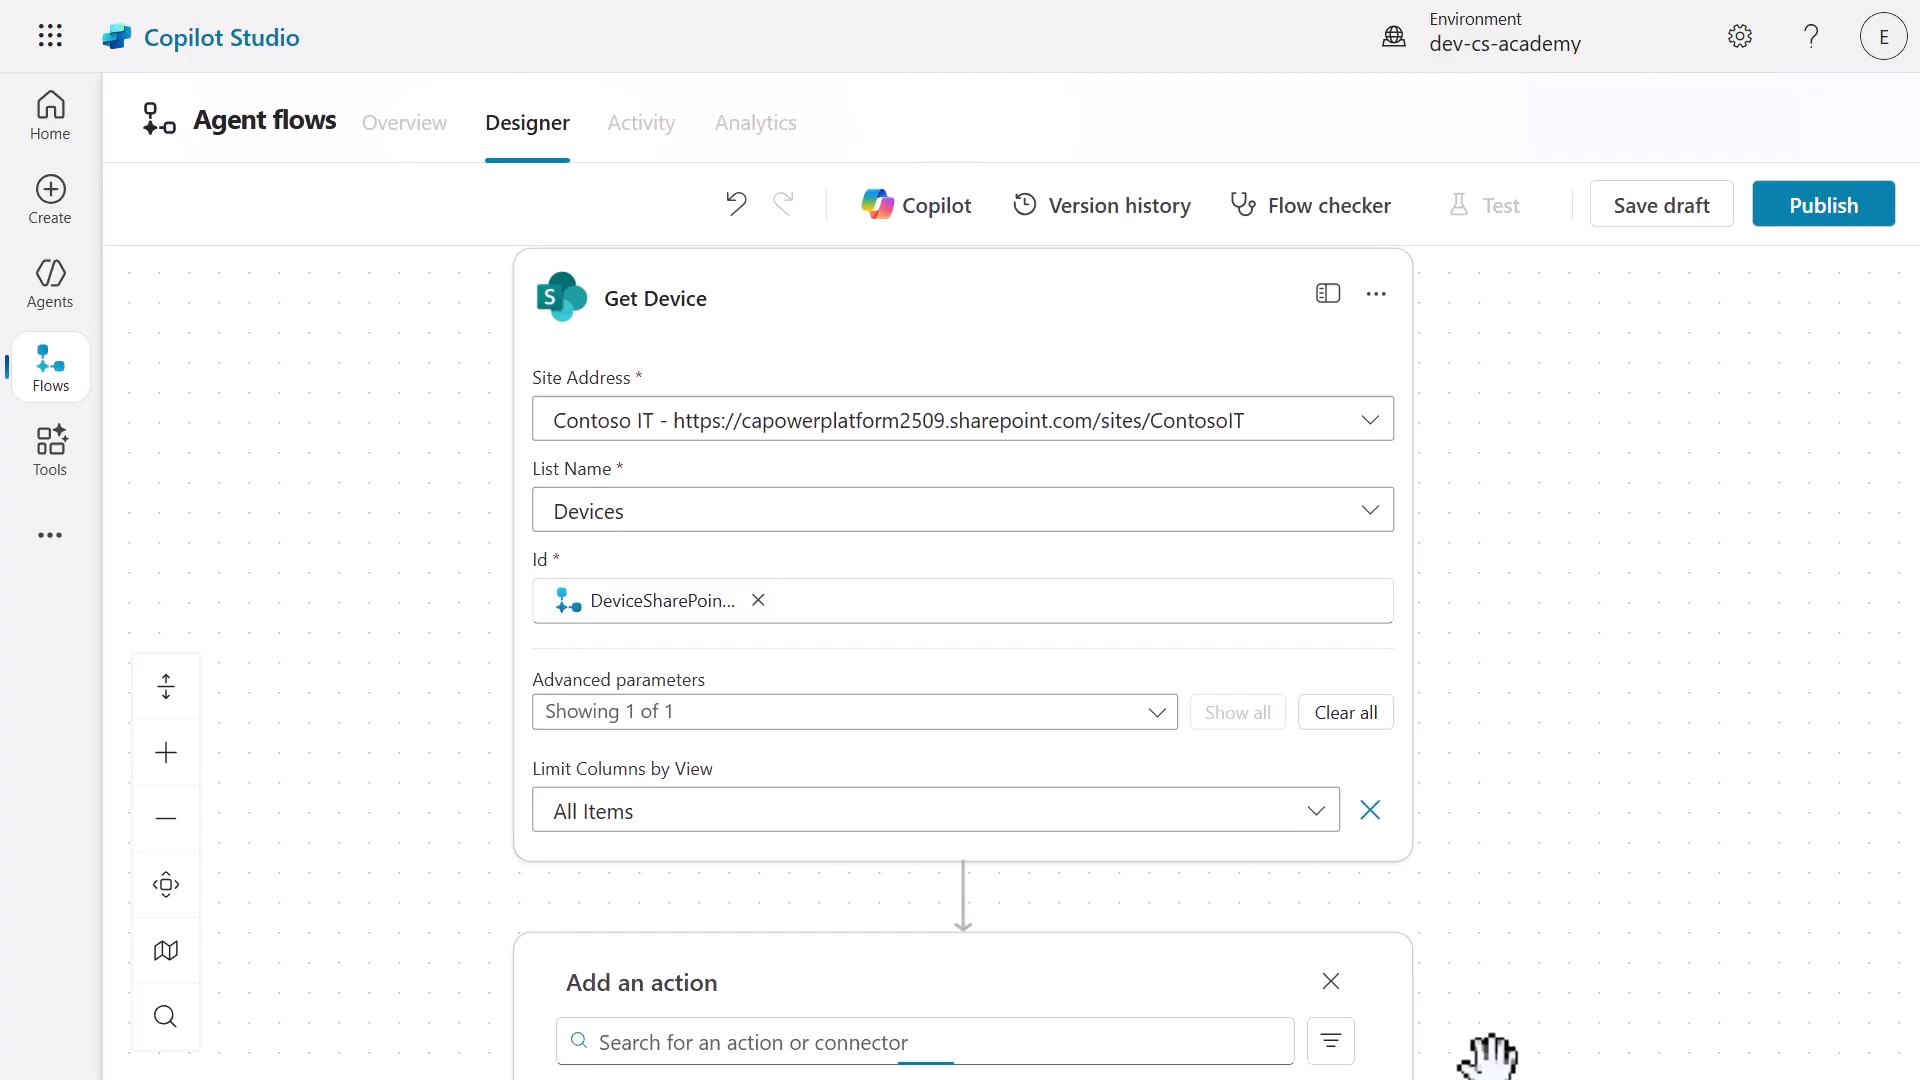 Copilot Studio
Environment
dev-cs-academy
E
Home
Create
Agents
Flows
Tools
Agent flows
Overview
Designer
Activity
Analytics
Copilot
Version history
Flow checker
Test
Save draft
Publish
S
Get Device
Site Address *
Contoso IT - https://capowerplatform2509.sharepoint.com/sites/ContosoIT
List Name *
Devices
Id *
DeviceSharePoin...
Advanced parameters
Showing 1 of 1
Show all
Clear all
Limit Columns by View
All Items
Add an action
Search for an action or connector